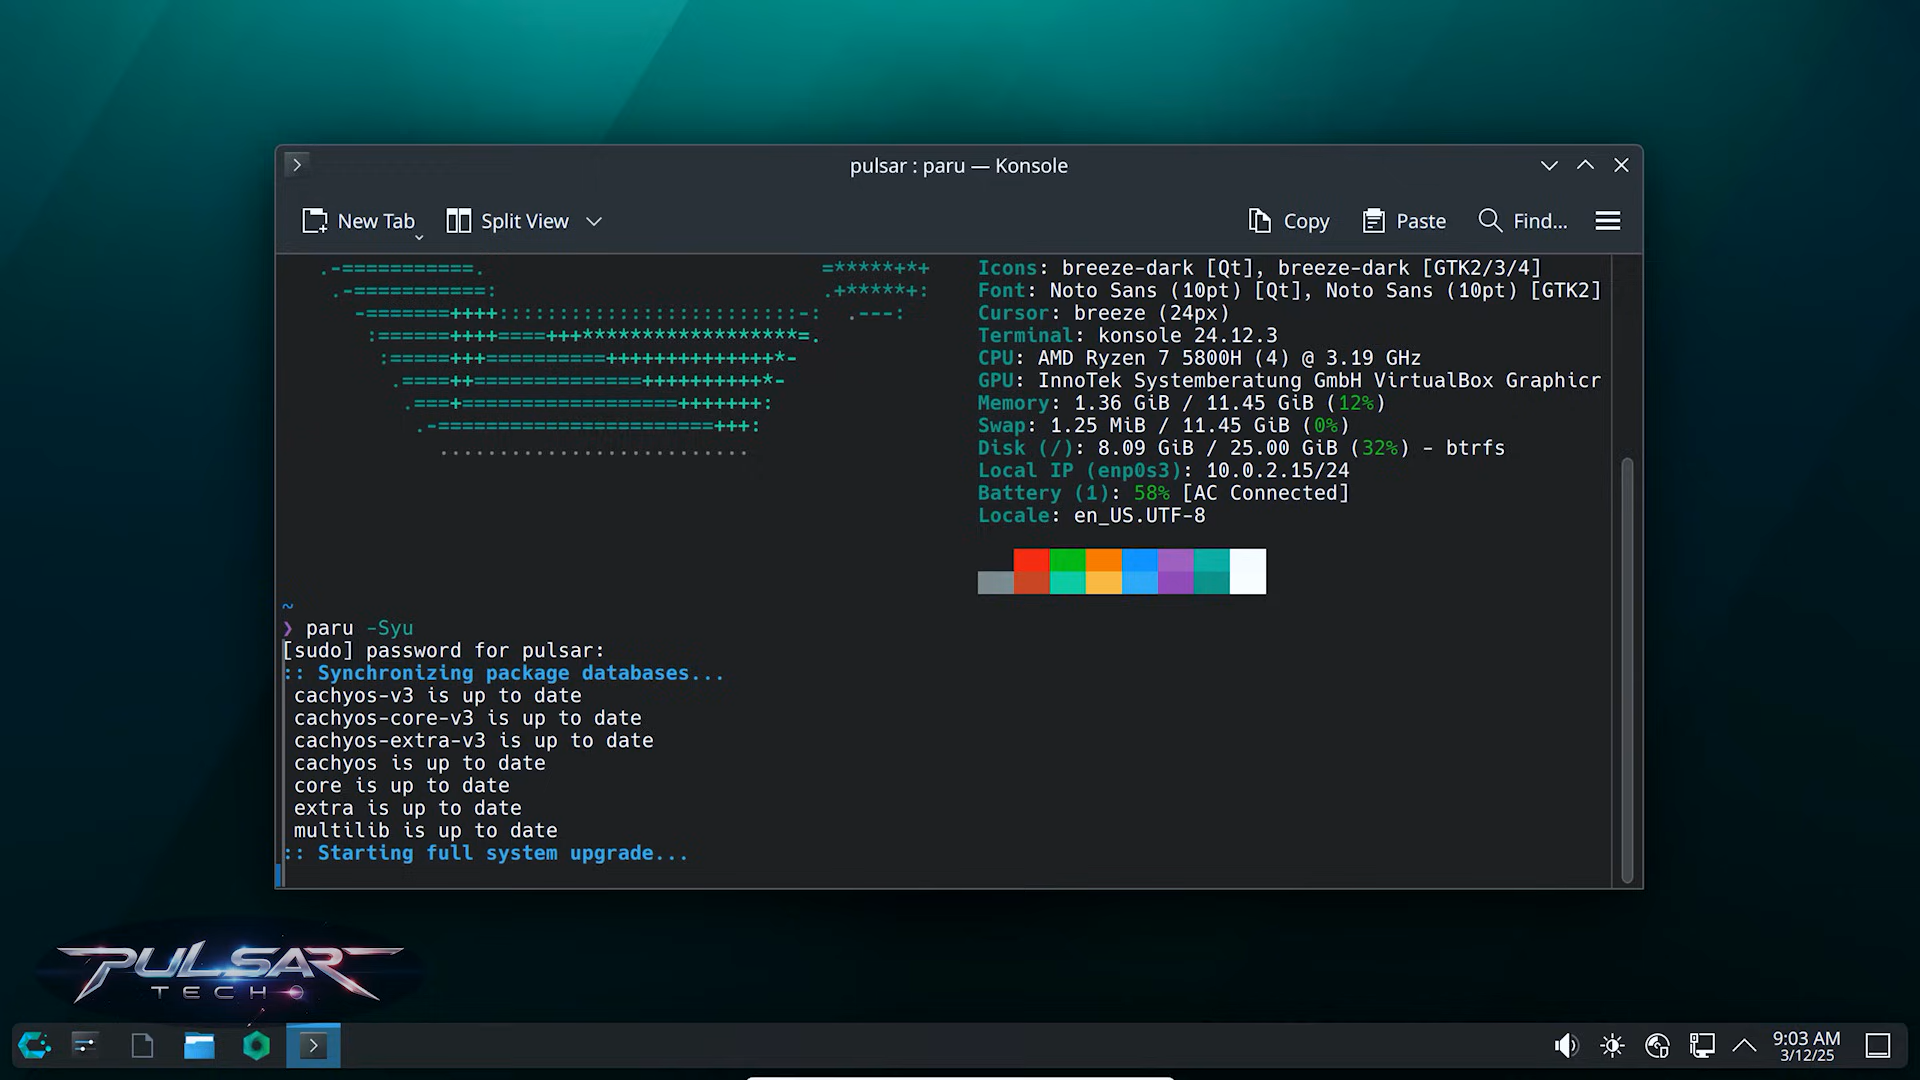 pulsar : paru — Konsole
New Tab
Split View
Copy
Paste
Find...
Icons: breeze-dark [Qt], breeze-dark [GTK2/3/4]
Font: Noto Sans (10pt) [Qt], Noto Sans (10pt) [GTK2]
Cursor: breeze (24px)
Terminal: konsole 24.12.3
CPU: AMD Ryzen 7 5800H (4) @ 3.19 GHz
GPU: InnoTek Systemberatung GmbH VirtualBox Graphicr
Memory: 1.36 GiB / 11.45 GiB (12%)
Swap: 1.25 MiB / 11.45 GiB (0%)
Disk (/): 8.09 GiB / 25.00 GiB (32%) - btrfs
Local IP (enp0s3): 10.0.2.15/24
Battery (1): 58% [AC Connected]
Locale: en_US.UTF-8
~
❯ paru -Syu
[sudo] password for pulsar:
:: Synchronizing package databases...
cachyos-v3 is up to date
cachyos-core-v3 is up to date
cachyos-extra-v3 is up to date
cachyos is up to date
core is up to date
extra is up to date
multilib is up to date
:: Starting full system upgrade...
PULSAR
TECH
9:03 AM
3/12/25